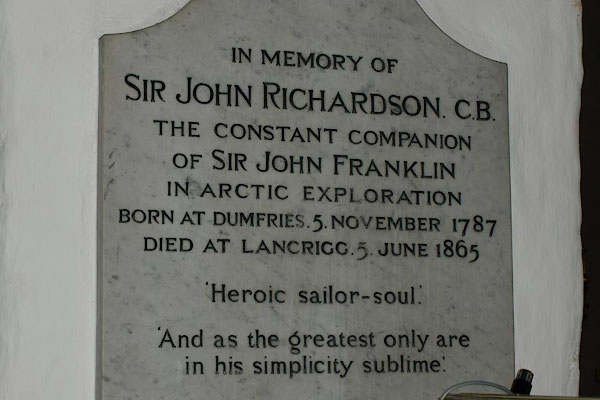 IN MEMORY OF
SIR JOHN RICHARDSON. C.B.
THE CONSTANT COMPANION
OF SIR JOHN FRANKLIN
IN ARCTIC EXPLORATION
BORN AT DUMFRIES. 5. NOVEMBER 1787
DIED AT LANCRIGG. 5. JUNE 1865
'Heroic sailor-soul.'
'And as the greatest only are
in his simplicity sublime.'